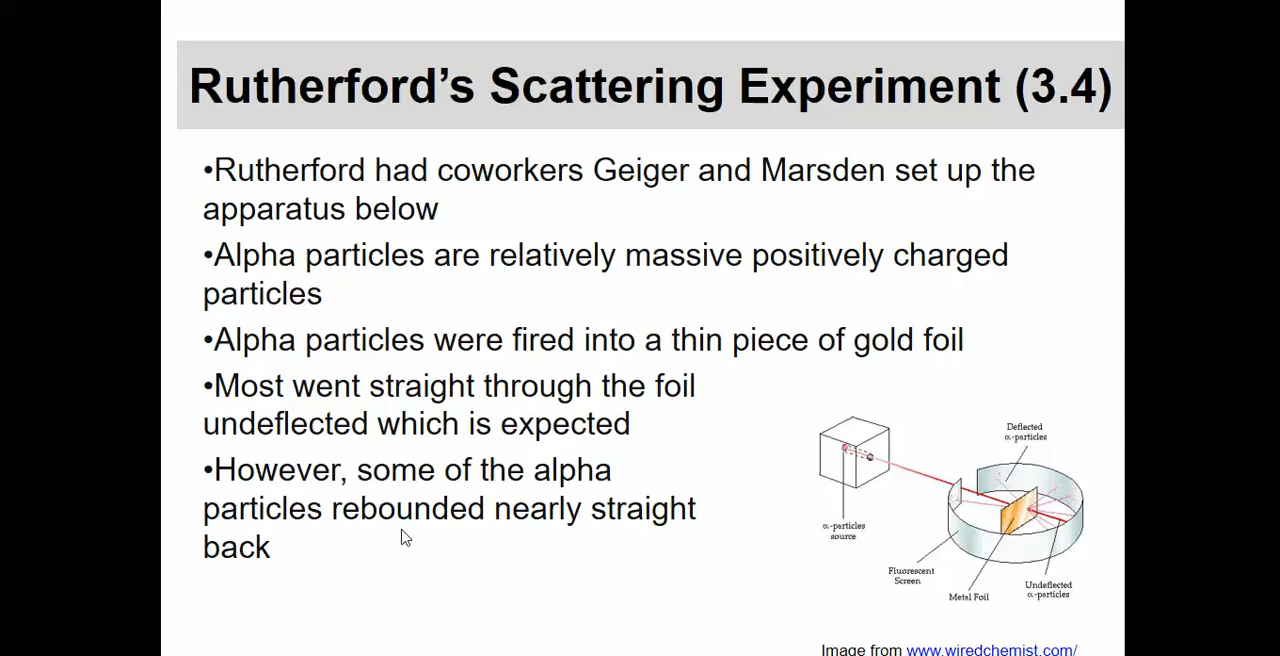 Rutherford’s Scattering Experiment (3.4)
•Rutherford had coworkers Geiger and Marsden set up the
apparatus below
•Alpha particles are relatively massive positively charged
particles
•Alpha particles were fired into a thin piece of gold foil
•Most went straight through the foil
undeflected which is expected
•However, some of the alpha
particles rebounded nearly straight
back
Deflected
α-particles
α-particles
source
Fluorescent
Screen
Metal Foil
Undeflected
α-particles
Image from www.wiredchemist.com/